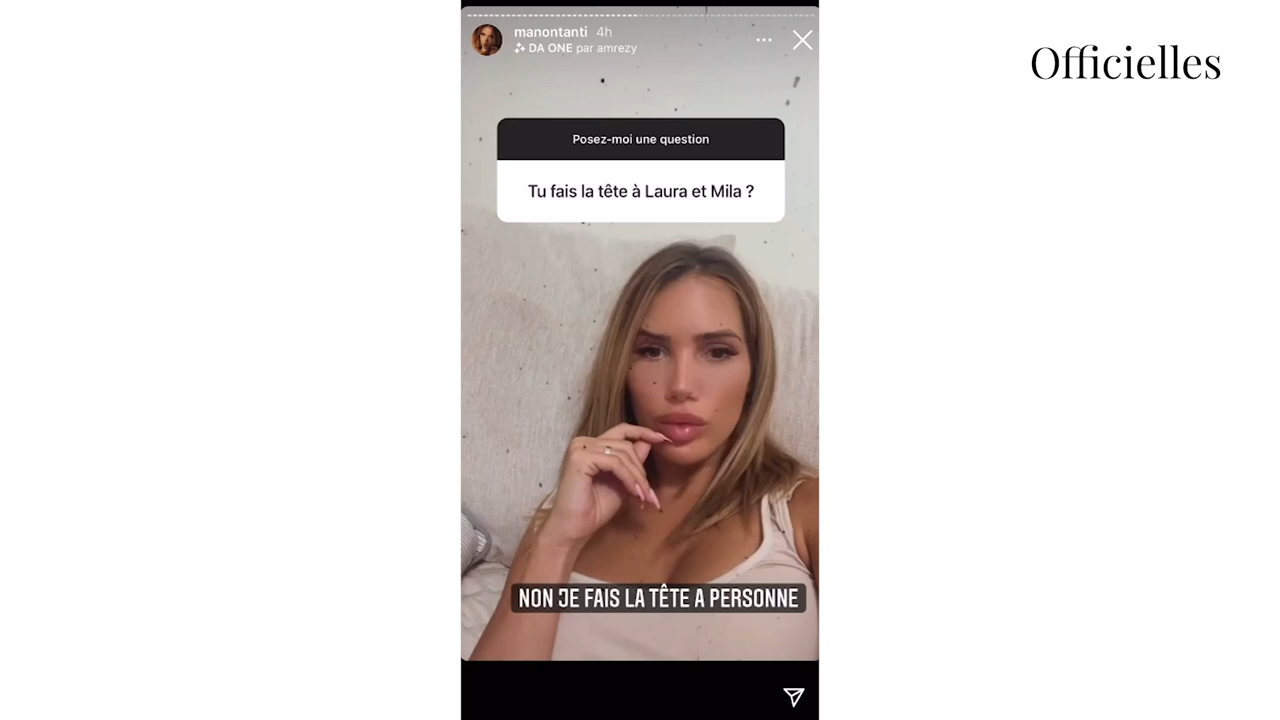 manontanti 4h
DA ONE par amrezy
Officielles
Posez-moi une question
Tu fais la tête à Laura et Mila ?
NON JE FAIS LA TÊTE A PERSONNE